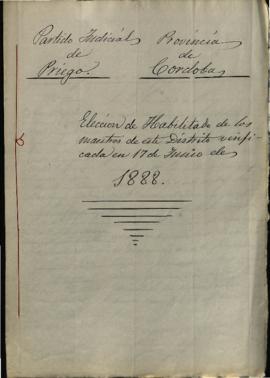 Partido Judicial
de
Priego.
Provincia
de
Cordoba
Elección de Habilitado de los
maestros de este Distrito verifi-
cada en 17 de Junio de
1888.